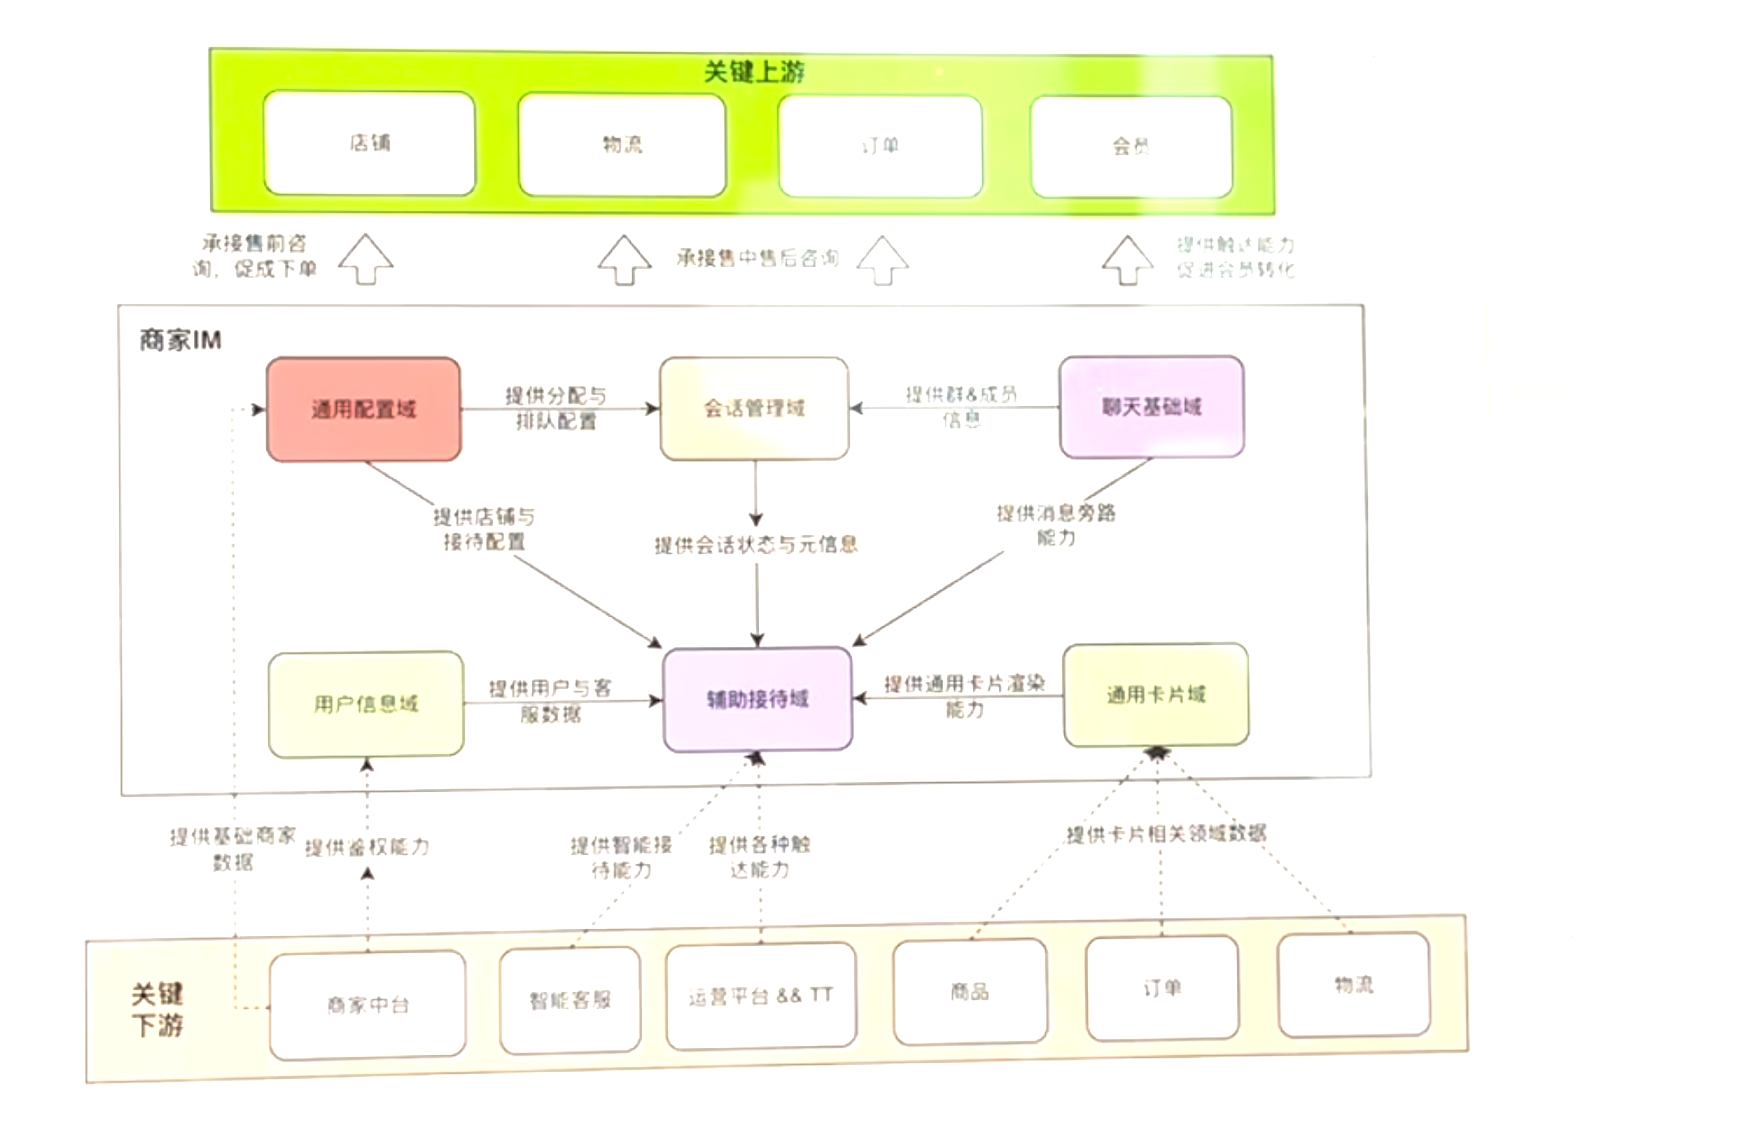 关键上游
店铺
物流
订单
会员
承接售前咨
询，促成下单
承接售中售后咨询
提供触达能力
促进会员转化
商家IM
通用配置域
提供分配与
排队配置
会话管理域
提供群&成员
信息
聊天基础域
提供店铺与
接待配置
提供会话状态与元信息
提供消息旁路
能力
用户信息域
提供用户与客
服数据
辅助接待域
提供通用卡片渲染
能力
通用卡片域
提供基础商家
数据
提供鉴权能力
提供智能接
待能力
提供各种触
达能力
提供卡片相关领域数据
关键
下游
商家中台
智能客服
运营平台 && TT
商品
订单
物流